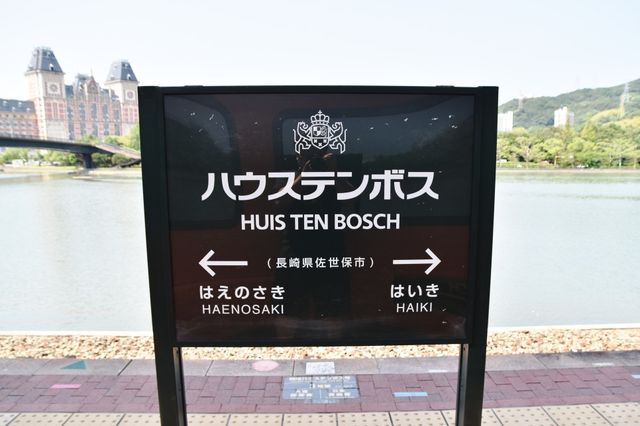 ハウステンボス
HUIS TEN BOSCH
(長崎県佐世保市)
← →
はえのさき はいき
HAENOSAKI HAIKI